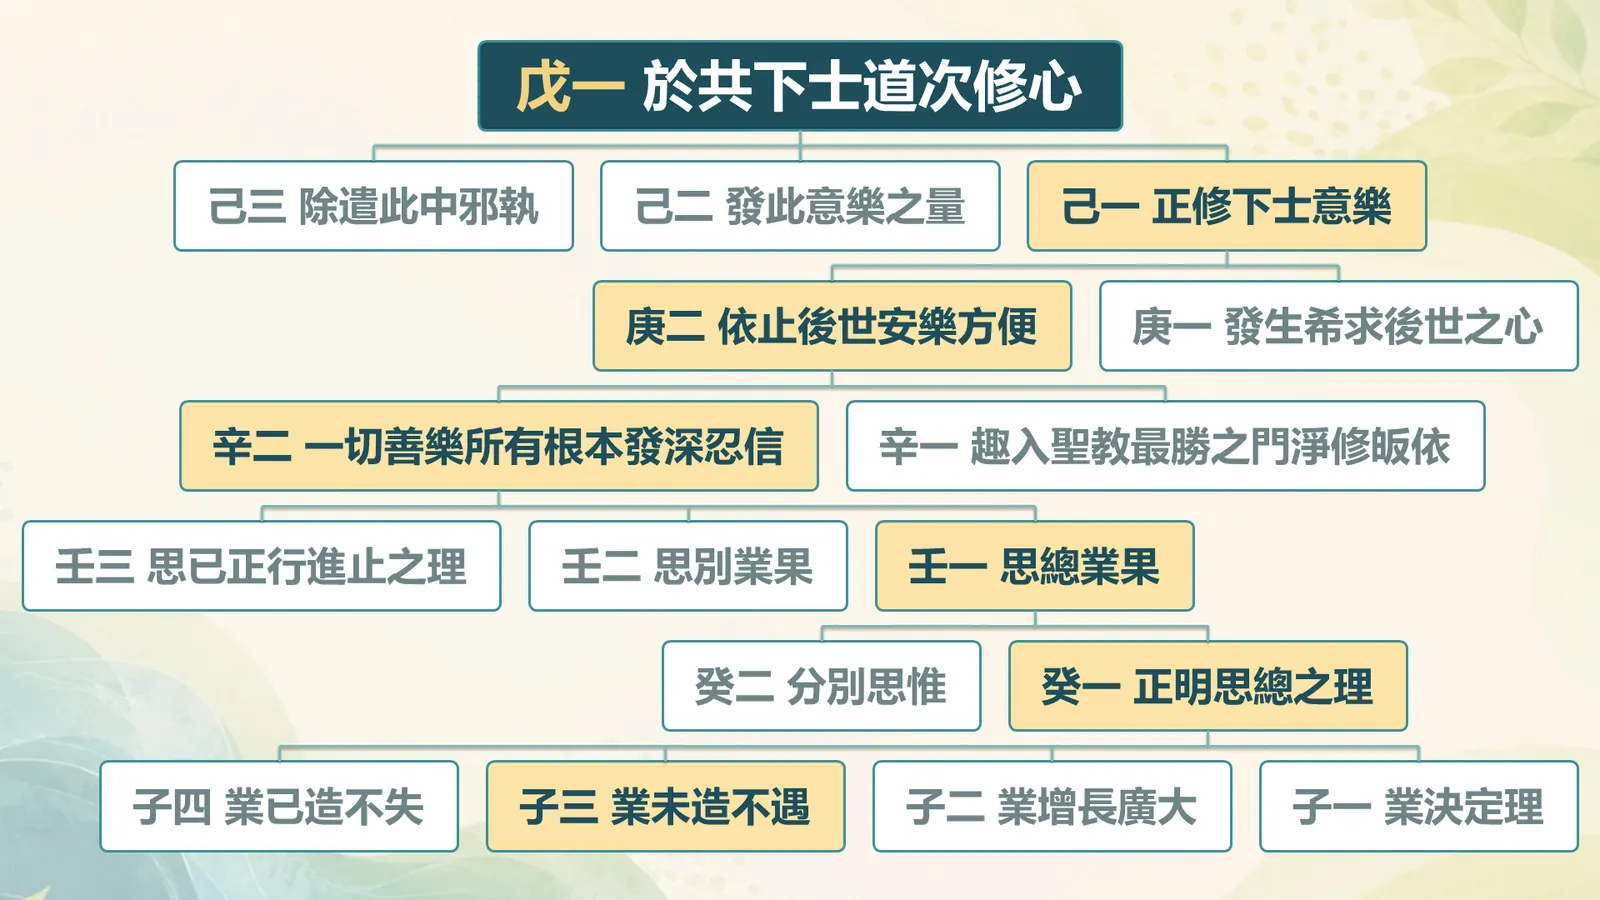 戊一 於共下士道次修心
己三 除遣此中邪執
己二 發此意樂之量
己一 正修下士意樂
庚二 依止後世安樂方便
庚一 發生希求後世之心
辛二 一切善樂所有根本發深忍信
辛一 趣入聖教最勝之門淨修皈依
壬三 思已正行進止之理
壬二 思別業果
壬一 思總業果
癸二 分別思惟
癸一 正明思總之理
子四 業已造不失
子三 業未造不遇
子二 業增長廣大
子一 業決定理